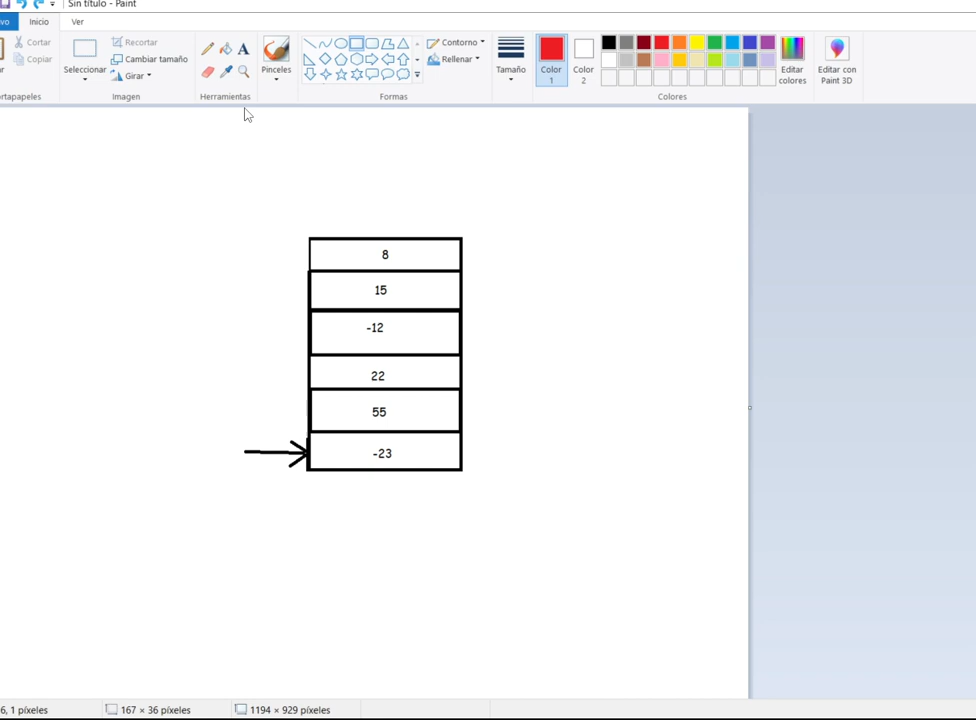 Sin título - Paint
vo Inicio Ver
Cortar
Copiar
ortapapeles
Seleccionar
Recortar
Cambiar tamaño
Girar
Imagen
A
Herramientas
Pinceles
Contorno
Rellenar
Formas
Tamaño
Color 1
Color 2
Editar colores
Colores
Editar con Paint 3D
8
15
-12
22
55
-23
6, 1 píxeles 167 × 36 píxeles 1194 × 929 píxeles